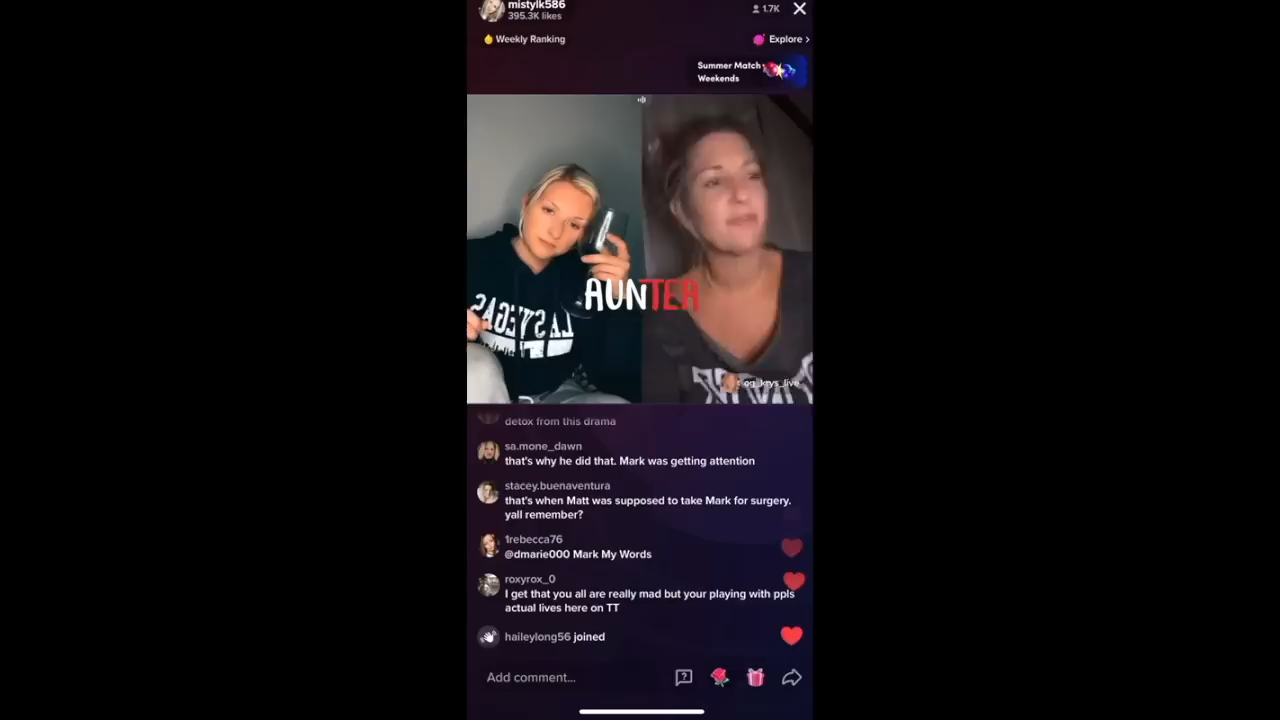 mistylk586
395.3K likes
1.7K
Weekly Ranking
Explore >
Summer Match
Weekends
AUNTEA
LAS VEGAS
og_krys_live
detox from this drama
sa.mone_dawn
that's why he did that. Mark was getting attention
stacey.buenaventura
that's when Matt was supposed to take Mark for surgery.
yall remember?
1rebecca76
@dmarie000 Mark My Words
roxyrox_0
I get that you all are really mad but your playing with ppls
actual lives here on TT
haileylong56 joined
Add comment...